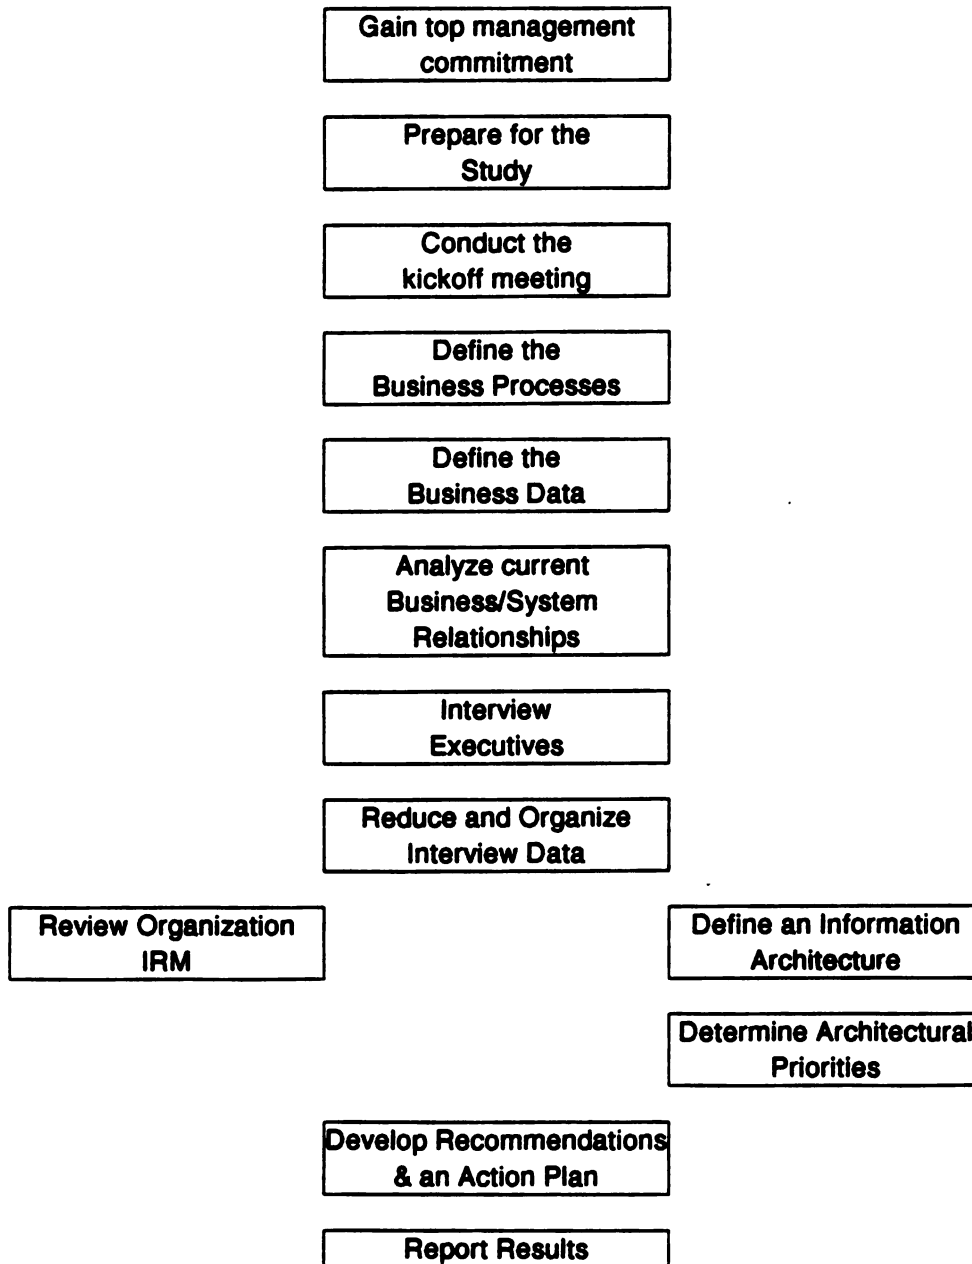 Gain top management
commitment
Prepare for the
Study
Conduct the
kickoff meeting
Define the
Business Processes
Define the
Business Data
Analyze current
Business/System
Relationships
Interview
Executives
Reduce and Organize
Interview Data
Review Organization
IRM
Define an Information
Architecture
Determine Architectural
Priorities
Develop Recommendations
& an Action Plan
Report Results